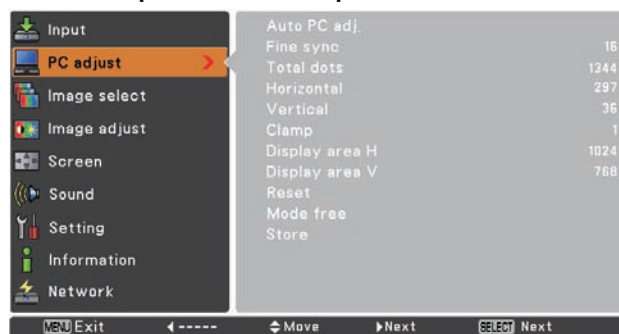 Input
PC adjust
Image select
Image adjust
Screen
Sound
Setting
Information
Network
Auto PC adj.
Fine sync 16
Total dots 1344
Horizontal 297
Vertical 36
Clamp 1
Display area H 1024
Display area V 768
Reset
Mode free
Store
MENU Exit ----- Move Next SELECT Next